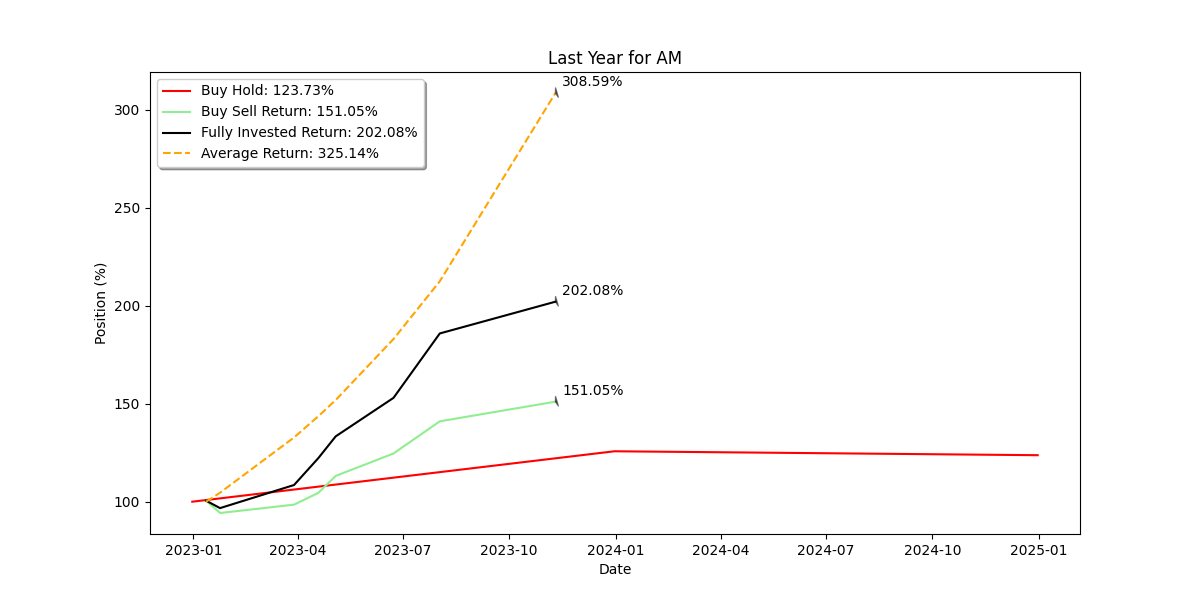 Last Year for AM
Buy Hold: 123.73%
Buy Sell Return: 151.05%
Fully Invested Return: 202.08%
Average Return: 325.14%
308.59%
202.08%
151.05%
300
250
200
150
100
Position (%)
2023-01 2023-04 2023-07 2023-10 2024-01 2024-04 2024-07 2024-10 2025-01
Date